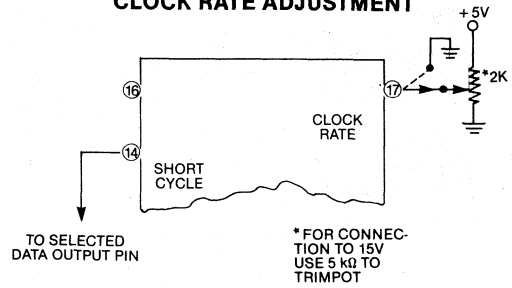 CLOCK RATE ADJUSTMENT
+5V
*2K
16
17
CLOCK
RATE
14
SHORT
CYCLE
TO SELECTED
DATA OUTPUT PIN
*FOR CONNEC-
TION TO 15V
USE 5 kΩ TO
TRIMPOT